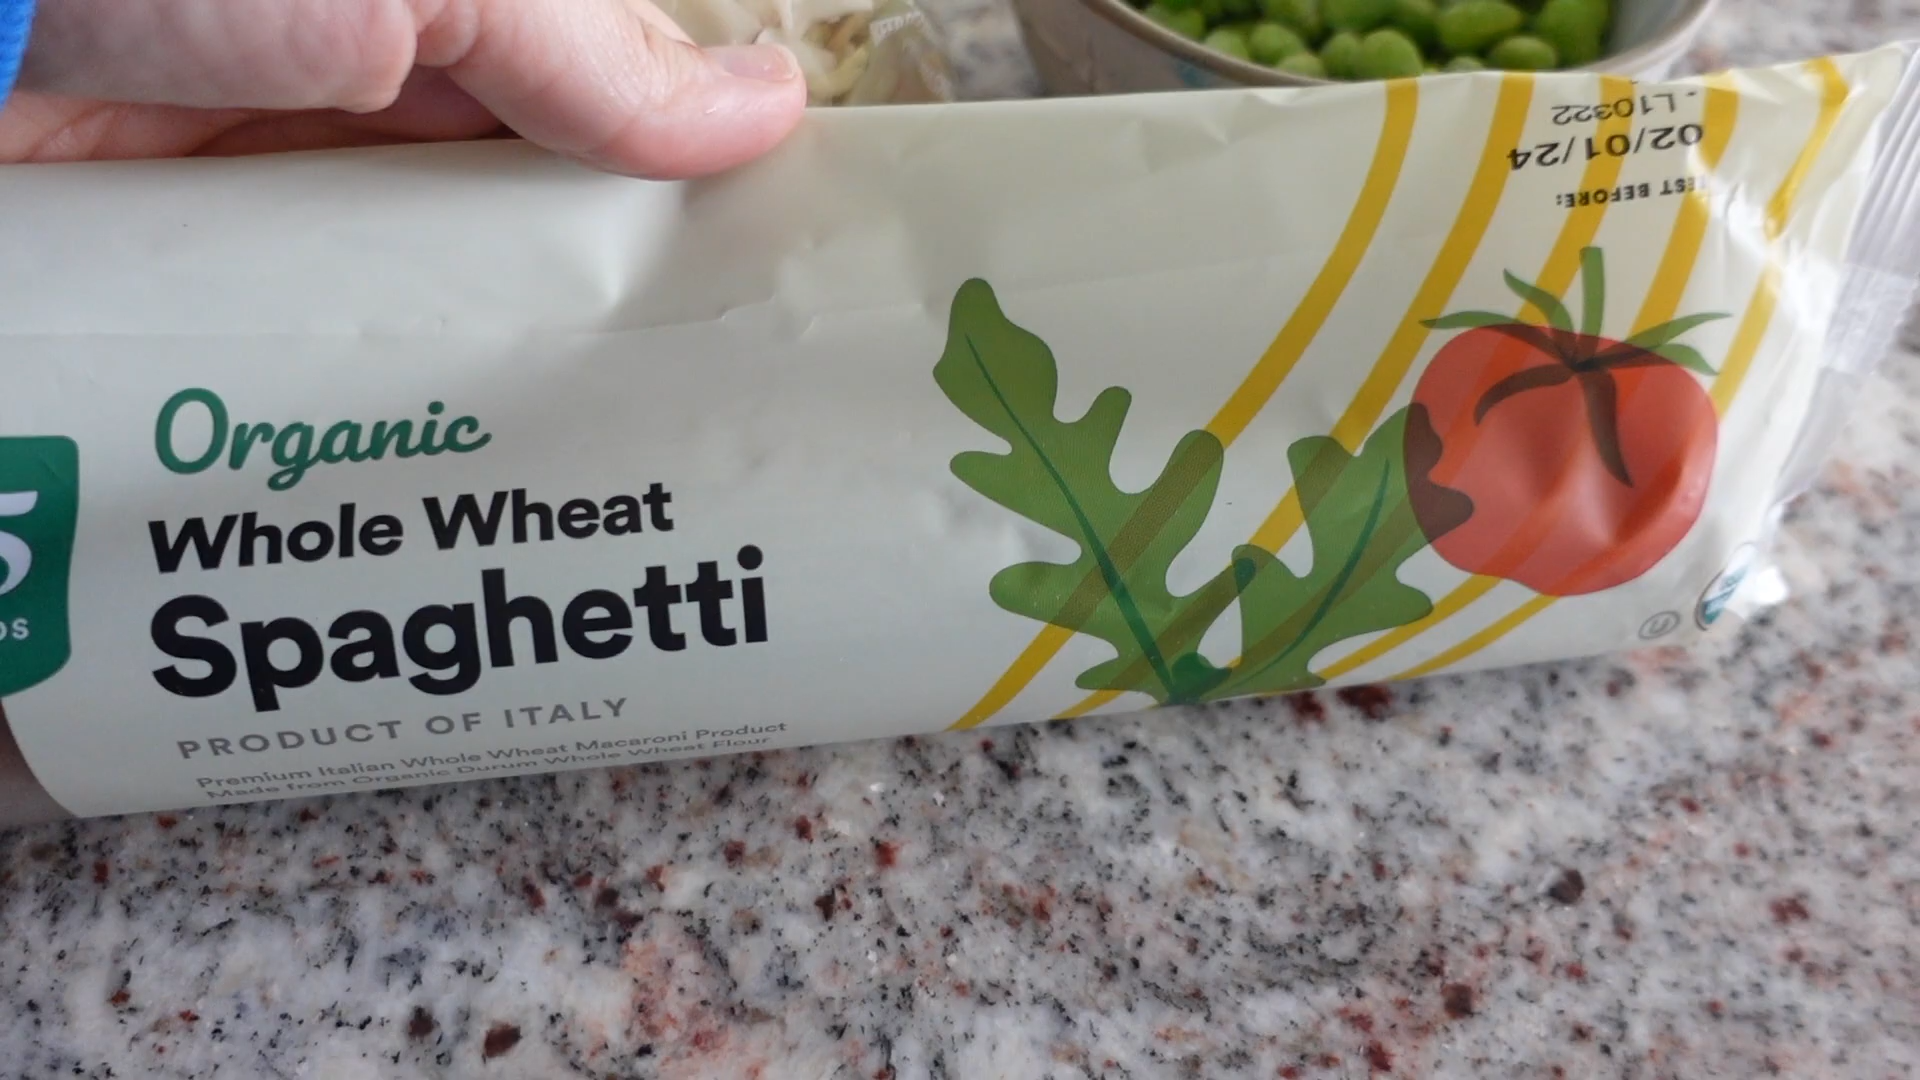 Organic
Whole Wheat
Spaghetti
PRODUCT OF ITALY
Premium Italian Whole Wheat Macaroni Product
Made from Organic Durum Whole Wheat Flour
BEFORE:
02/01/24
- L10322
U